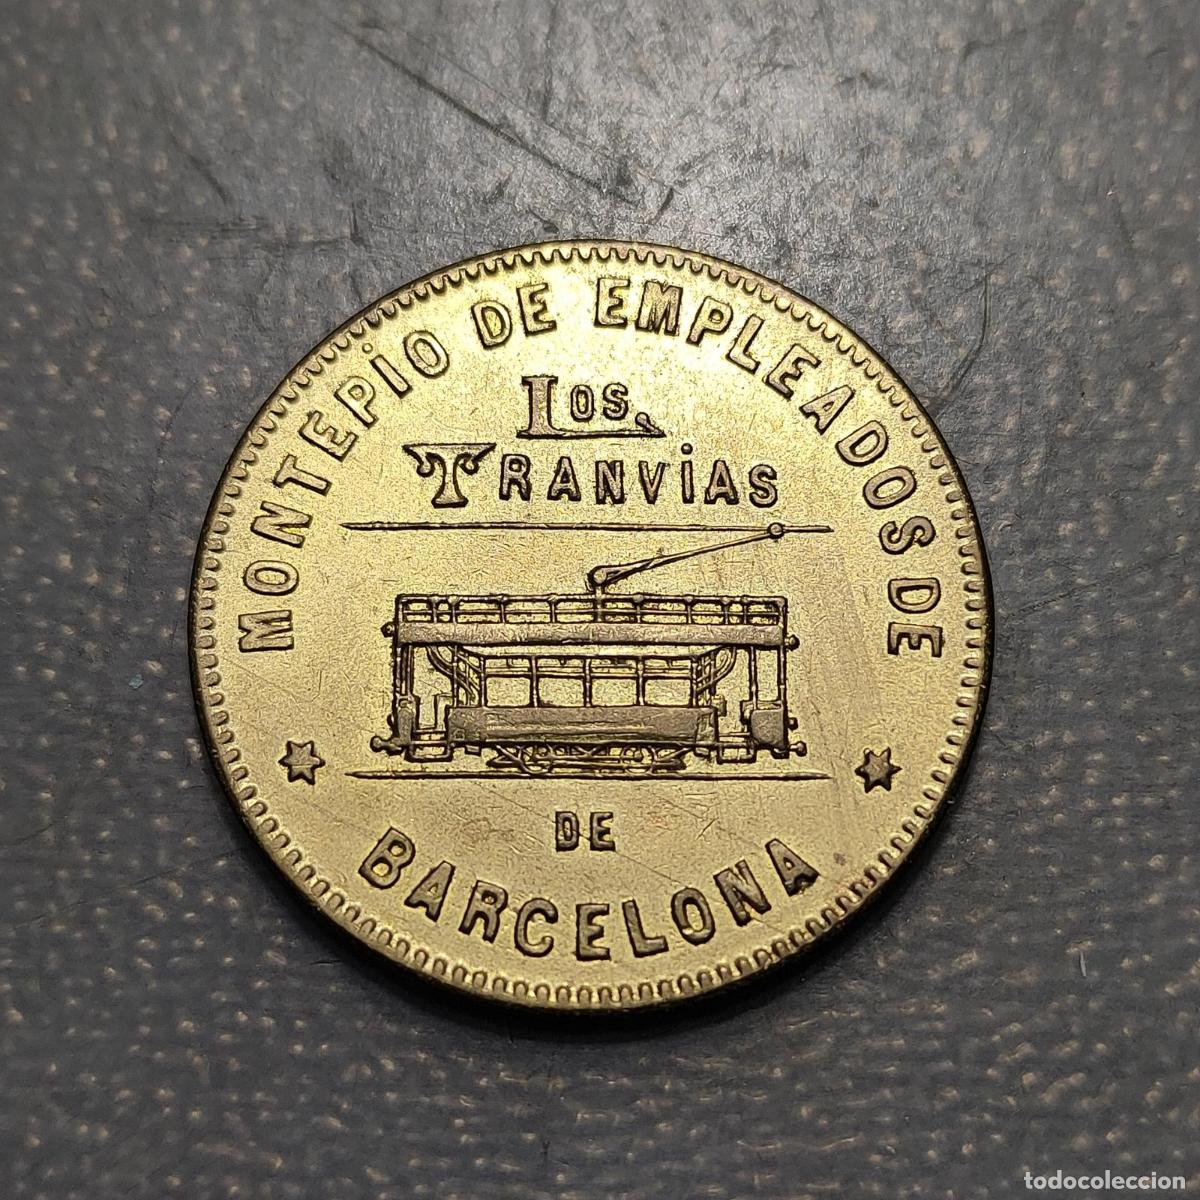 MONTEPiO DE EMPLEADOS DE
LOS
TRANViAS
DE
BARCELONA
todocoleccion